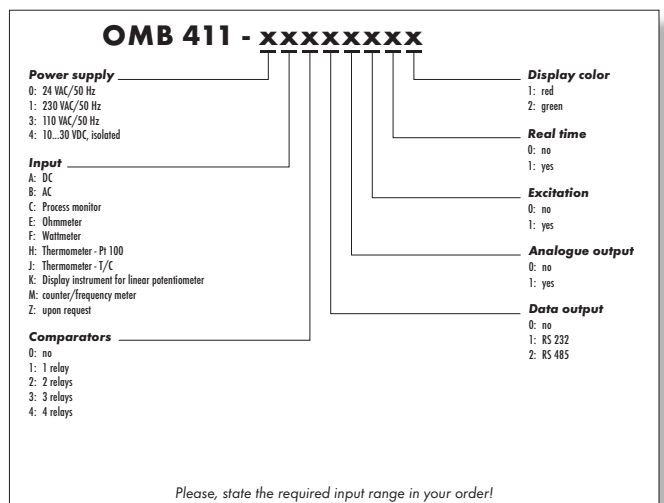 OMB 411 - xxxxxxxx
Power supply
0: 24 VAC/50 Hz
1: 230 VAC/50 Hz
3: 110 VAC/50 Hz
4: 10...30 VDC, isolated
Input
A: DC
B: AC
C: Process monitor
E: Ohmmeter
F: Wattmeter
H: Thermometer - Pt 100
J: Thermometer - T/C
K: Display instrument for linear potentiometer
M: counter/frequency meter
Z: upon request
Comparators
0: no
1: 1 relay
2: 2 relays
3: 3 relays
4: 4 relays
Display color
1: red
2: green
Real time
0: no
1: yes
Excitation
0: no
1: yes
Analogue output
0: no
1: yes
Data output
0: no
1: RS 232
2: RS 485
Please, state the required input range in your order!